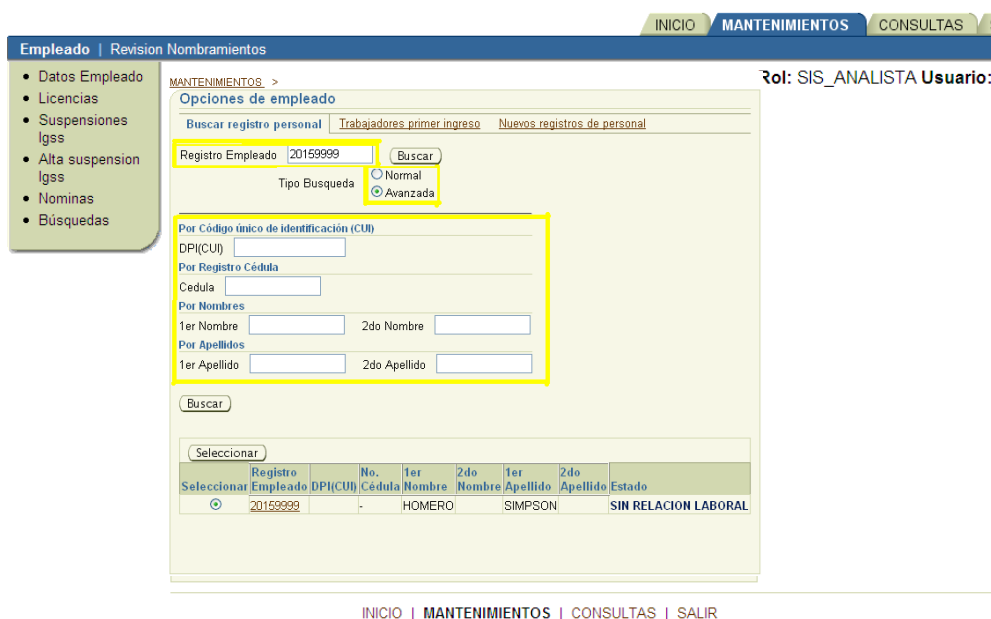 INICIO MANTENIMIENTOS CONSULTAS
Empleado | Revision Nombramientos
• Datos Empleado
• Licencias
• Suspensiones
Igss
• Alta suspension
Igss
• Nominas
• Búsquedas
Rol: SIS_ANALISTA Usuario:
MANTENIMIENTOS >
Opciones de empleado
Buscar registro personal | Trabajadores primer ingreso Nuevos registros de personal
Registro Empleado 20159999 Buscar
Tipo Busqueda Normal
Avanzada
Por Código único de identificación (CUI)
DPI(CUI)
Por Registro Cédula
Cedula
Por Nombres
1er Nombre 2do Nombre
Por Apellidos
1er Apellido 2do Apellido
Buscar
Seleccionar
Seleccionar Registro Empleado DPI(CUI) No. Cédula 1er Nombre 2do Nombre 1er Apellido 2do Apellido Estado
20159999 - HOMERO SIMPSON SIN RELACION LABORAL
INICIO | MANTENIMIENTOS | CONSULTAS | SALIR